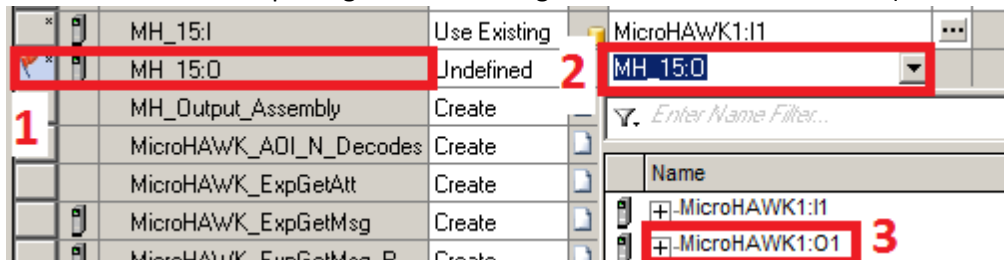 MH_15:I Use Existing MicroHAWK1:I1 ...
MH_15:O Undefined MH_15:O
1
2
MH_Output_Assembly Create
Enter Name Filter...
MicroHAWK_AOI_N_Decodes Create
Name
MicroHAWK_ExpGetAtt Create
MicroHAWK1:I1
MicroHAWK_ExpGetMsg Create
MicroHAWK1:O1
3